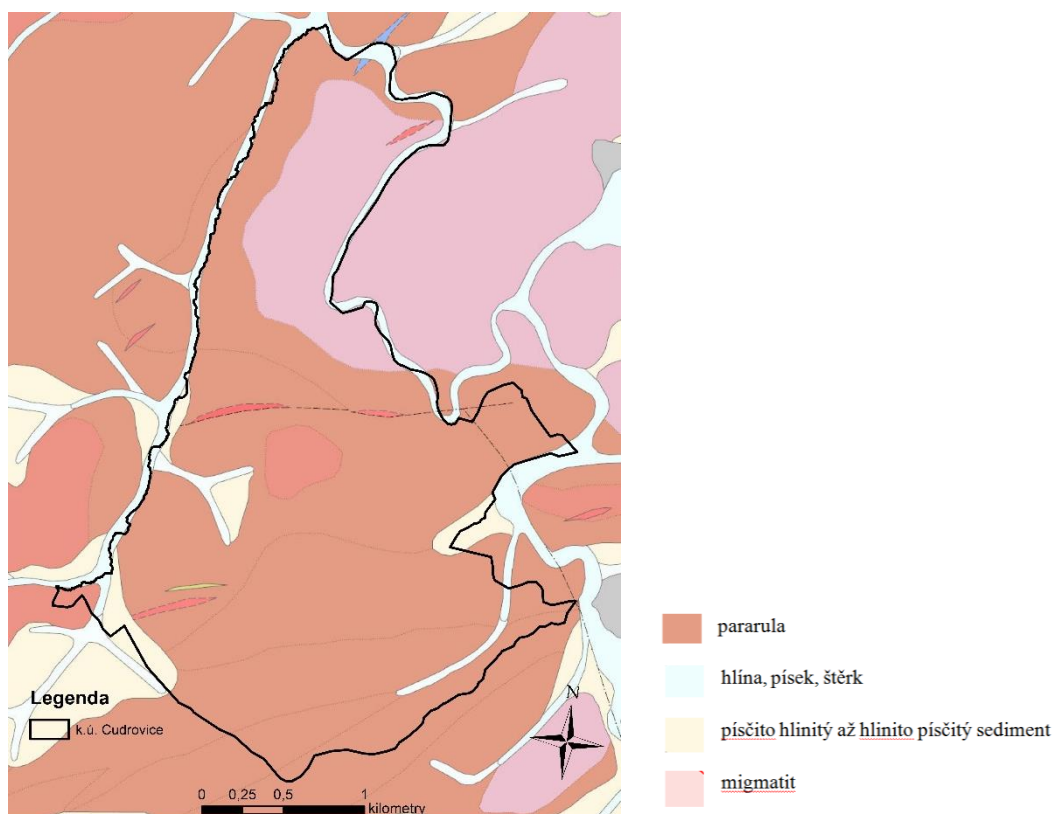 Legenda
k.ú. Cudrovice
N
0 0,25 0,5 1
kilometry
pararula
hlína, písek, štěrk
písčito hlinitý až hlinito písčitý sediment
migmatit